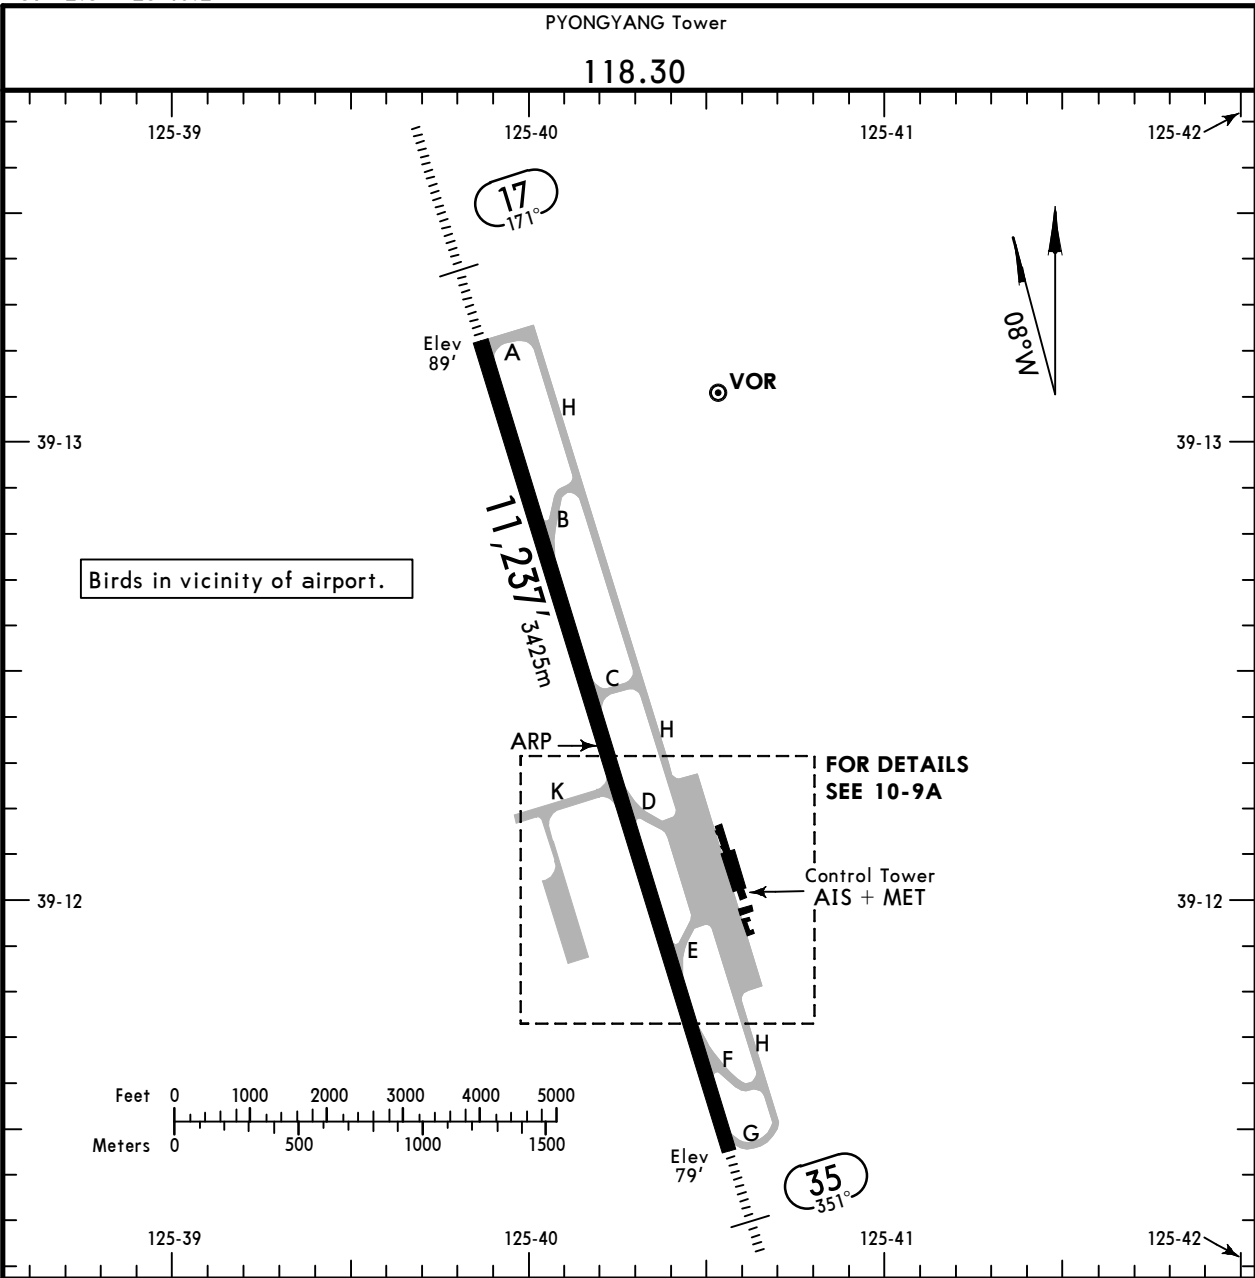 PYONGYANG Tower
118.30
125-39
125-40
125-41
125-42
17
171°
08°W
Elev
89'
A
H
VOR
39-13
39-13
B
11,237'
3425m
Birds in vicinity of airport.
C
H
ARP
FOR DETAILS
SEE 10-9A
K
D
Control Tower
AIS + MET
39-12
39-12
E
H
F
Feet 0 1000 2000 3000 4000 5000
Meters 0 500 1000 1500
G
Elev
79'
35
351°
125-39
125-40
125-41
125-42